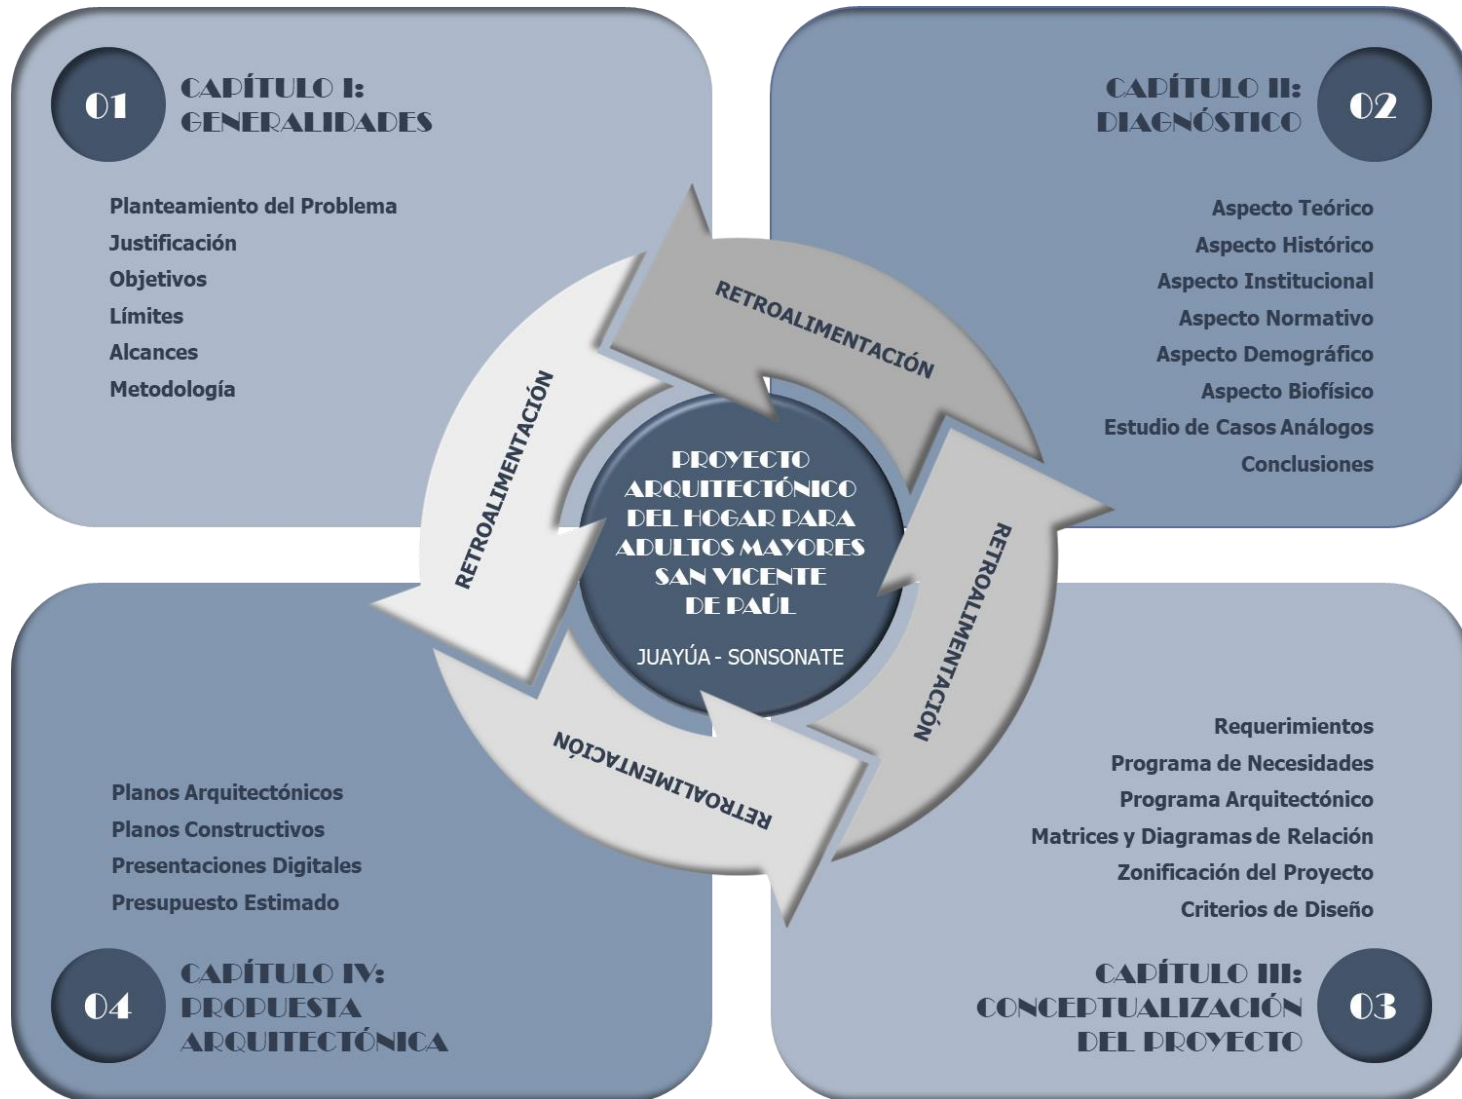 01
CAPÍTULO I:
GENERALIDADES
Planteamiento del Problema
Justificación
Objetivos
Límites
Alcances
Metodología
CAPÍTULO II:
DIAGNÓSTICO
02
Aspecto Teórico
Aspecto Histórico
Aspecto Institucional
Aspecto Normativo
Aspecto Demográfico
Aspecto Biofísico
Estudio de Casos Análogos
Conclusiones
RETROALIMENTACIÓN
RETROALIMENTACIÓN
RETROALIMENTACIÓN
RETROALIMENTACIÓN
PROYECTO
ARQUITECTÓNICO
DEL HOGAR PARA
ADULTOS MAYORES
SAN VICENTE
DE PAÚL
JUAYÚA - SONSONATE
Requerimientos
Programa de Necesidades
Programa Arquitectónico
Matrices y Diagramas de Relación
Zonificación del Proyecto
Criterios de Diseño
CAPÍTULO III:
CONCEPTUALIZACIÓN
DEL PROYECTO
03
Planos Arquitectónicos
Planos Constructivos
Presentaciones Digitales
Presupuesto Estimado
04
CAPÍTULO IV:
PROPUESTA
ARQUITECTÓNICA